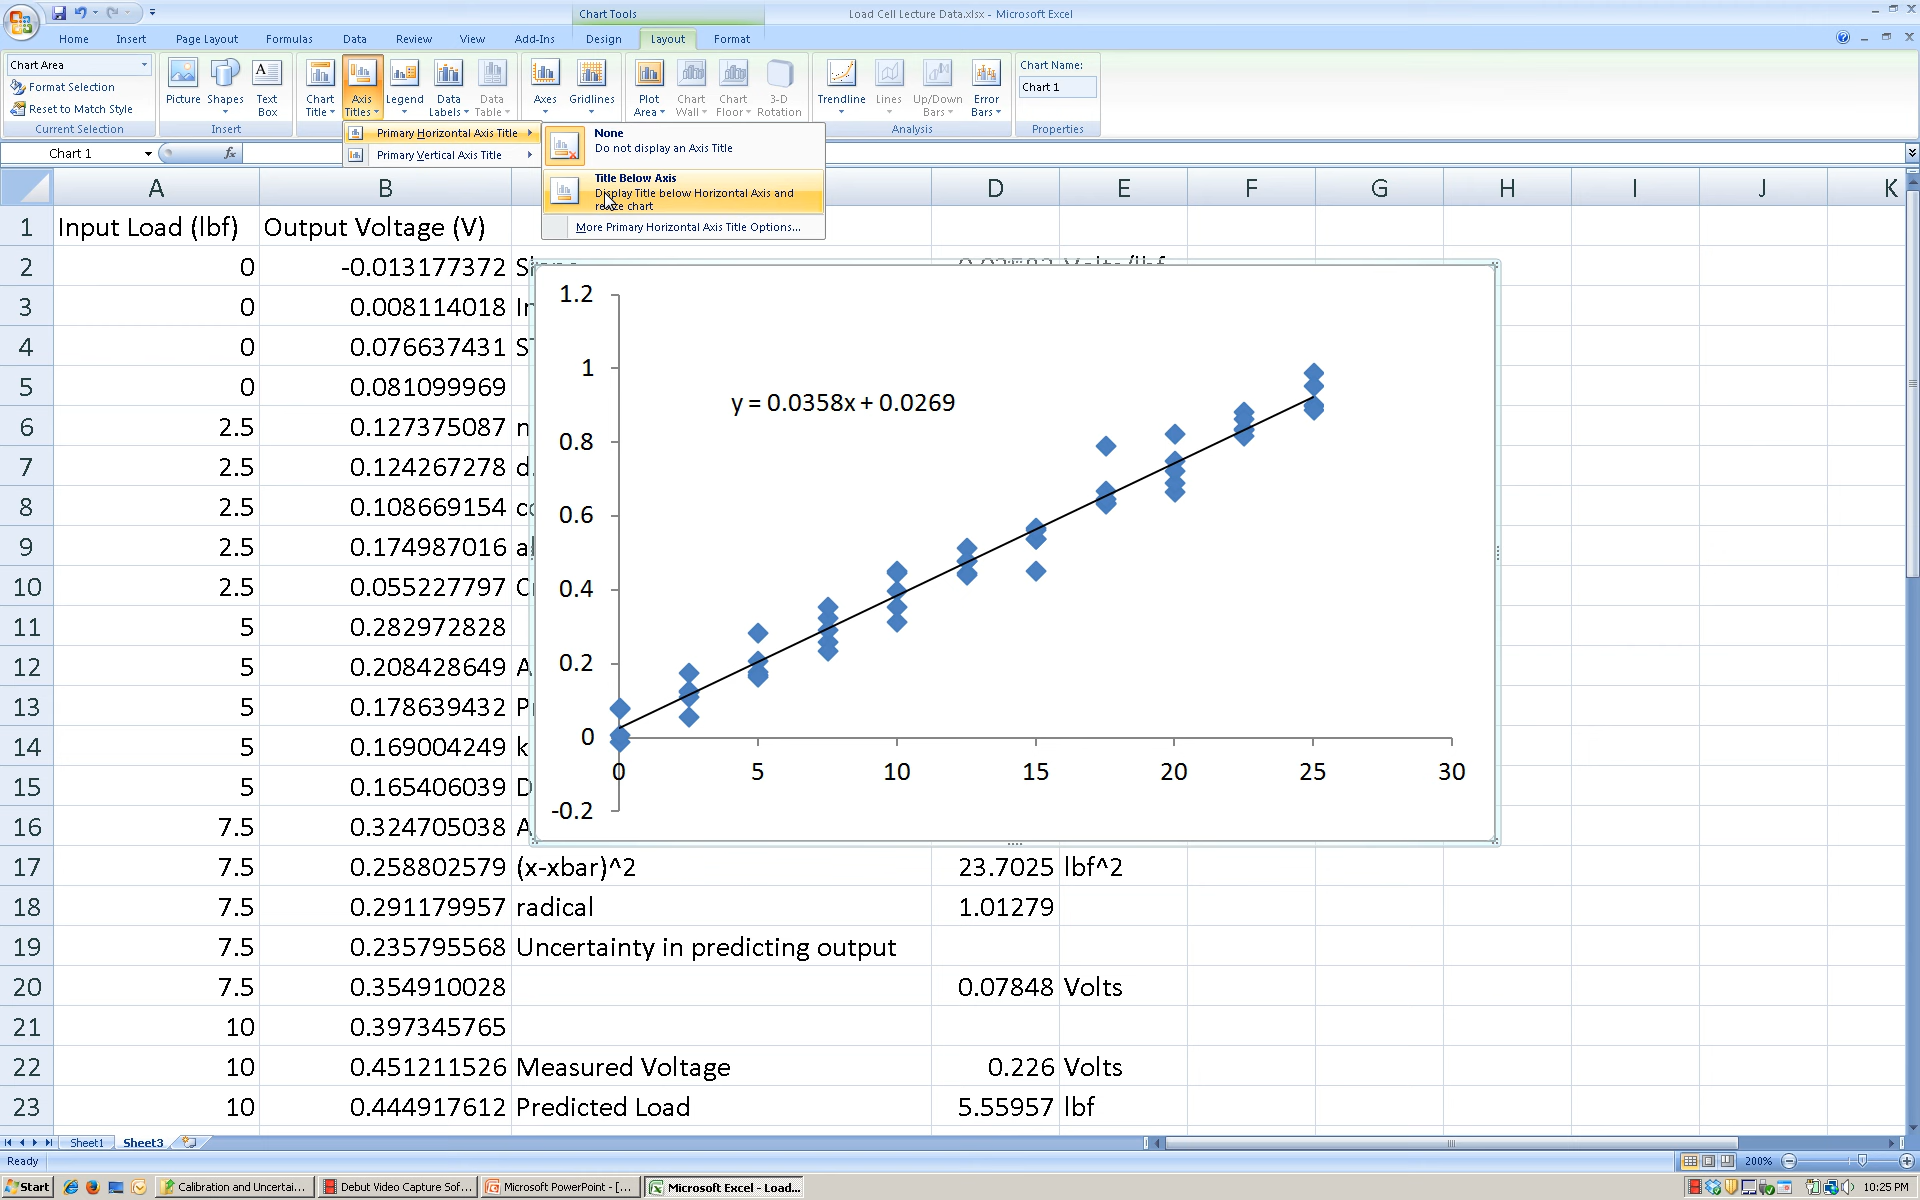 Chart Tools
Load Cell Lecture Data.xlsx - Microsoft Excel
Home Insert Page Layout Formulas Data Review View Add-Ins Design Layout Format
Chart Area
Format Selection
Reset to Match Style
Current Selection
Picture Shapes Text Box
Insert
Chart Title Axis Titles Legend Data Labels Data Table
Axes Gridlines
Plot Area Chart Wall Chart Floor 3-D Rotation
Trendline Lines Up/Down Bars Error Bars
Analysis
Chart Name:
Chart 1
Properties
Primary Horizontal Axis Title
Primary Vertical Axis Title
None
Do not display an Axis Title
Title Below Axis
Display Title below Horizontal Axis and
resize chart
More Primary Horizontal Axis Title Options...
Chart 1 fx
A B D E F G H I J K
1 Input Load (lbf) Output Voltage (V)
2 0 -0.013177372
3 0 0.008114018
4 0 0.076637431
5 0 0.081099969
6 2.5 0.127375087
7 2.5 0.124267278
8 2.5 0.108669154
9 2.5 0.174987016
10 2.5 0.055227797
11 5 0.282972828
12 5 0.208428649
13 5 0.178639432
14 5 0.169004249
15 5 0.165406039
16 7.5 0.324705038
17 7.5 0.258802579 (x-xbar)^2 23.7025 lbf^2
18 7.5 0.291179957 radical 1.01279
19 7.5 0.235795568 Uncertainty in predicting output
20 7.5 0.354910028 0.07848 Volts
21 10 0.397345765
22 10 0.451211526 Measured Voltage 0.226 Volts
23 10 0.444917612 Predicted Load 5.55957 lbf
1.2
1
y = 0.0358x + 0.0269
0.8
0.6
0.4
0.2
0
0 5 10 15 20 25 30
-0.2
Sheet1 Sheet3
Ready
200%
Start
Calibration and Uncertai...
Debut Video Capture Sof...
Microsoft PowerPoint - [...
Microsoft Excel - Load...
10:25 PM